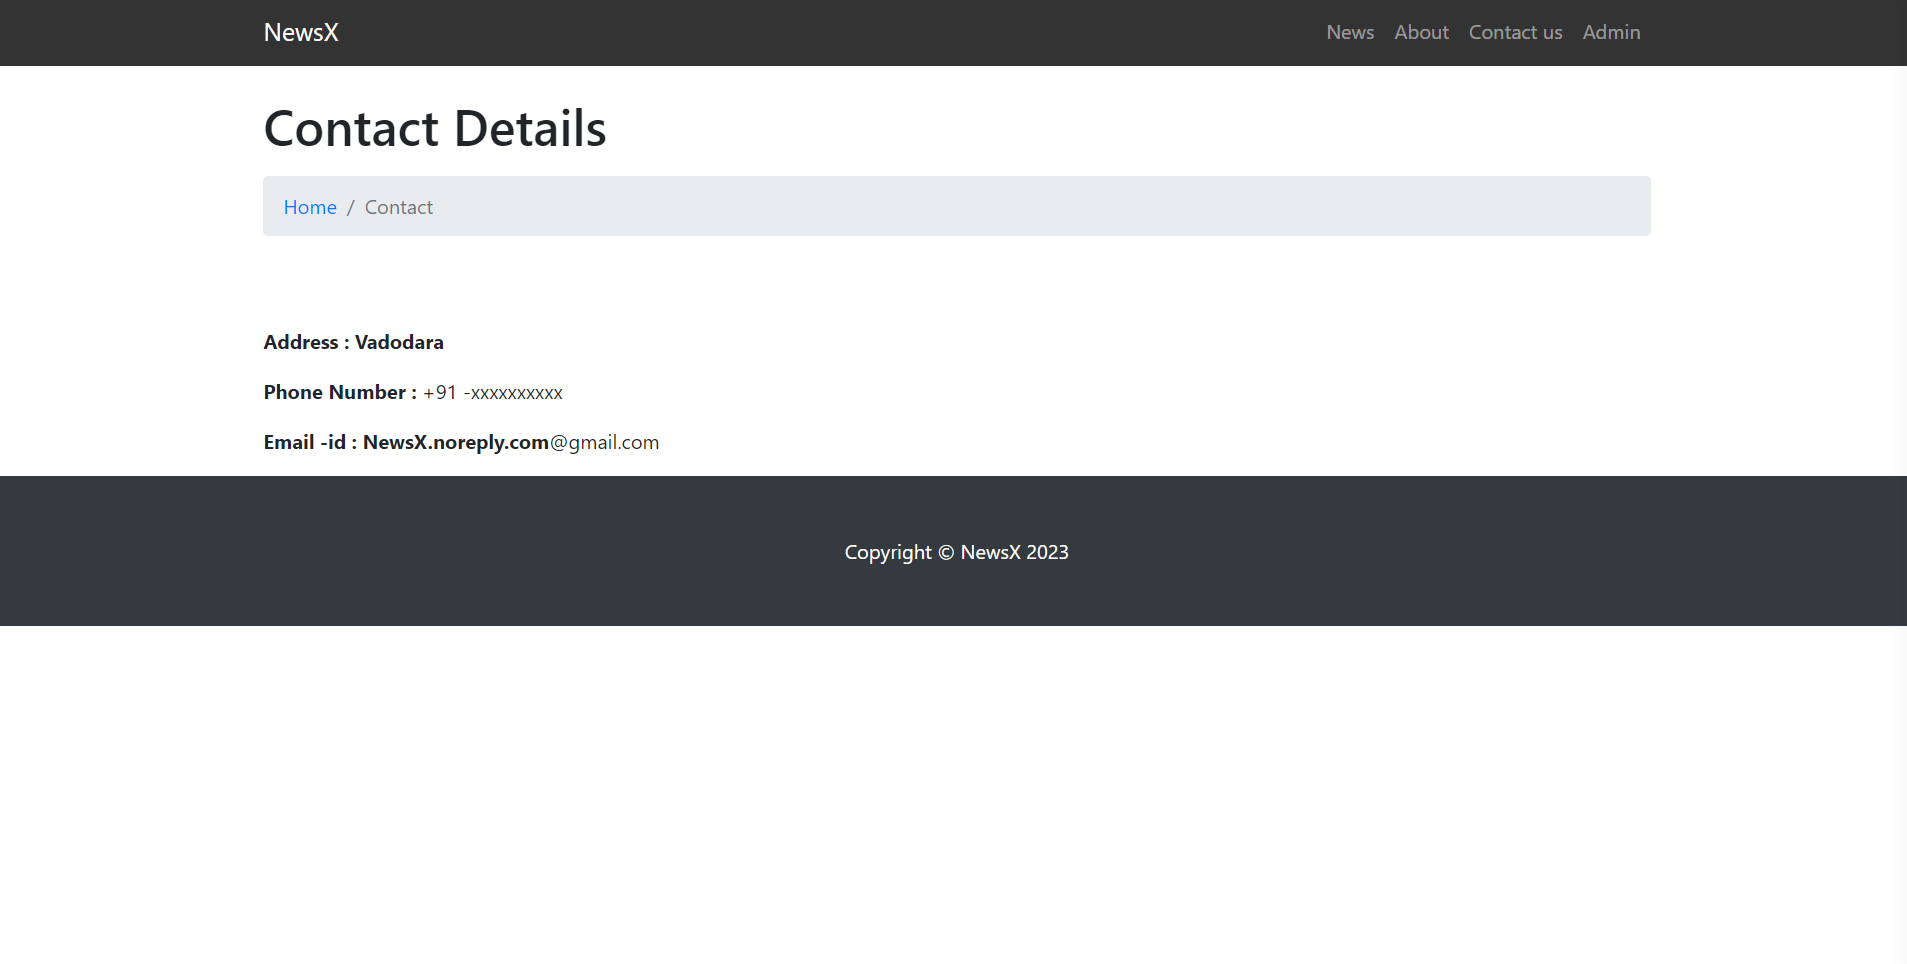 NewsX News About Contact us Admin
Contact Details
Home / Contact
Address : Vadodara
Phone Number : +91 -xxxxxxxxxx
Email -id : NewsX.noreply.com@gmail.com
Copyright © NewsX 2023